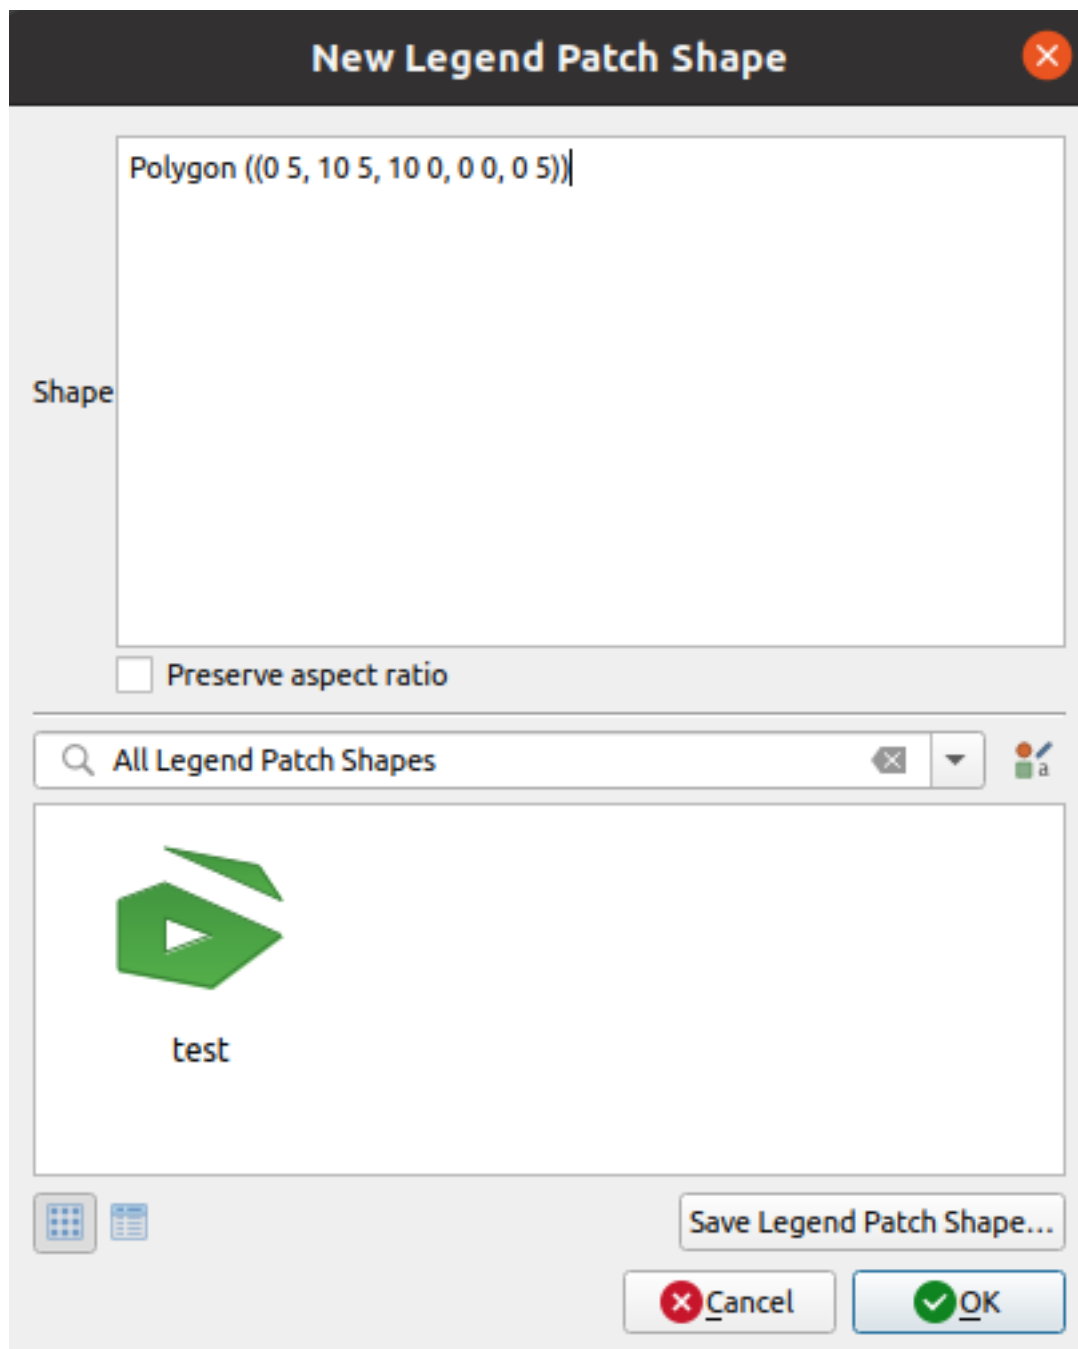 New Legend Patch Shape
Polygon ((0 5, 10 5, 10 0, 0 0, 0 5))
Shape
Preserve aspect ratio
All Legend Patch Shapes
a
test
Save Legend Patch Shape...
Cancel
OK